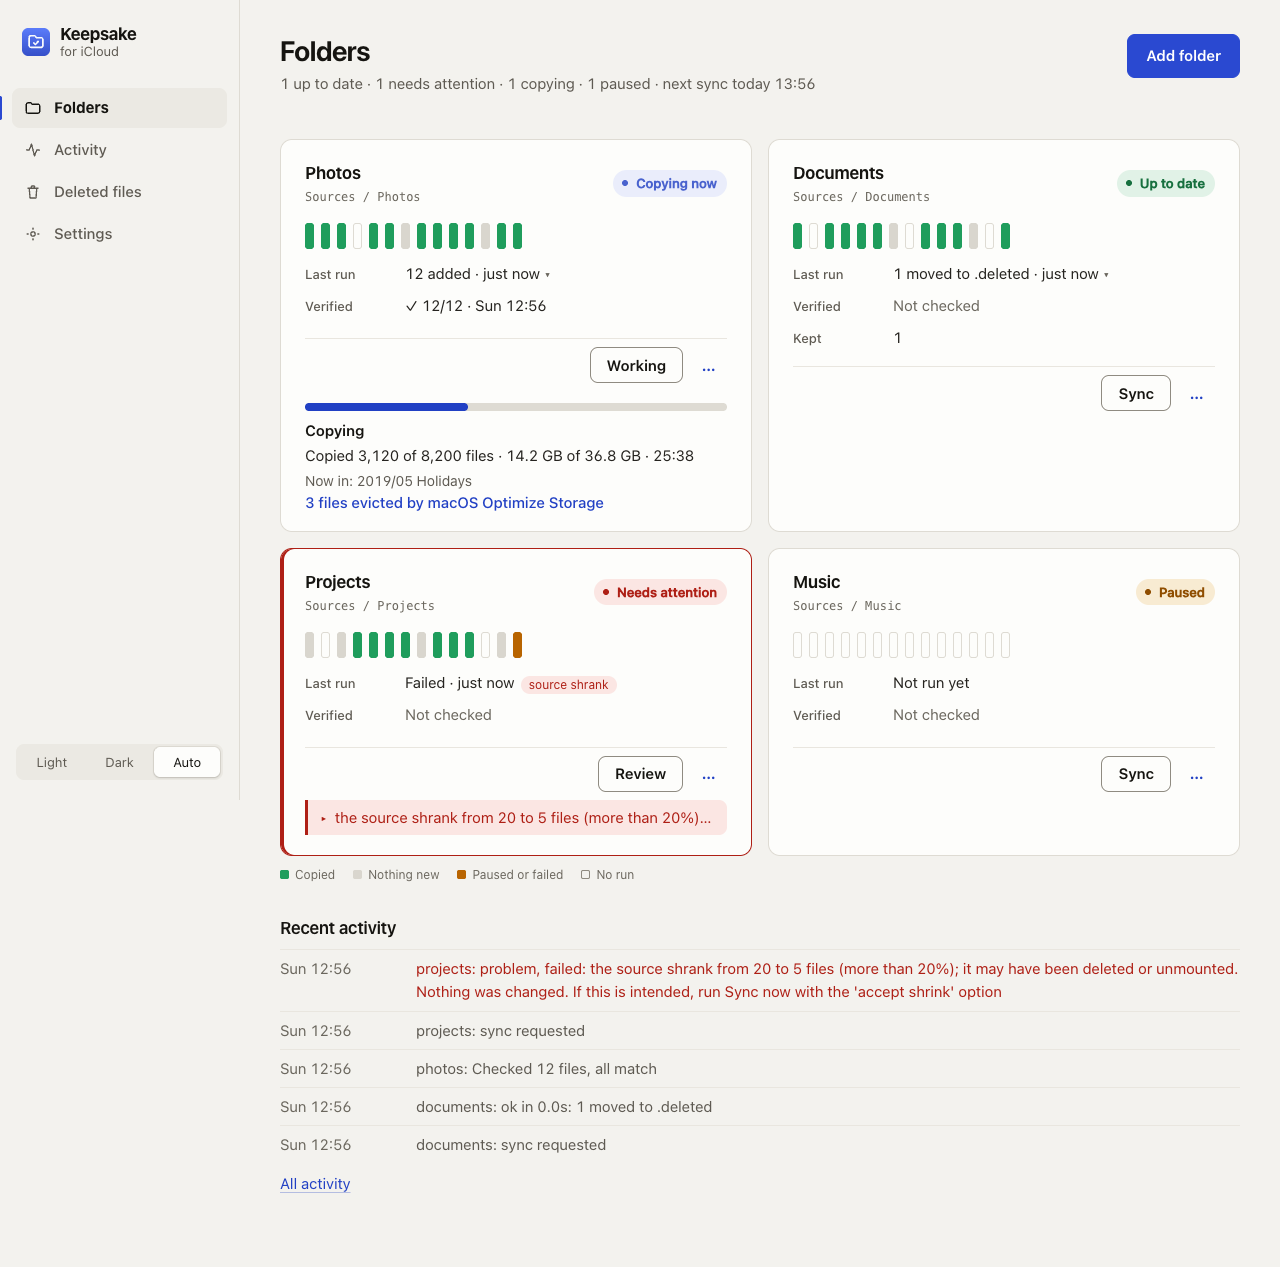 Keepsake
for iCloud
Folders
Activity
Deleted files
Settings
Light
Dark
Auto
Folders
1 up to date · 1 needs attention · 1 copying · 1 paused · next sync today 13:56
Add folder
Photos
Sources / Photos
Copying now
Last run
12 added · just now ▾
Verified
✓ 12/12 · Sun 12:56
Working
...
Copying
Copied 3,120 of 8,200 files · 14.2 GB of 36.8 GB · 25:38
Now in: 2019/05 Holidays
3 files evicted by macOS Optimize Storage
Documents
Sources / Documents
Up to date
Last run
1 moved to .deleted · just now ▾
Verified
Not checked
Kept
1
Sync
...
Projects
Sources / Projects
Needs attention
Last run
Failed · just now
source shrank
Verified
Not checked
Review
...
▸ the source shrank from 20 to 5 files (more than 20%)...
Music
Sources / Music
Paused
Last run
Not run yet
Verified
Not checked
Sync
...
Copied
Nothing new
Paused or failed
No run
Recent activity
Sun 12:56
projects: problem, failed: the source shrank from 20 to 5 files (more than 20%); it may have been deleted or unmounted.
Nothing was changed. If this is intended, run Sync now with the 'accept shrink' option
Sun 12:56
projects: sync requested
Sun 12:56
photos: Checked 12 files, all match
Sun 12:56
documents: ok in 0.0s: 1 moved to .deleted
Sun 12:56
documents: sync requested
All activity